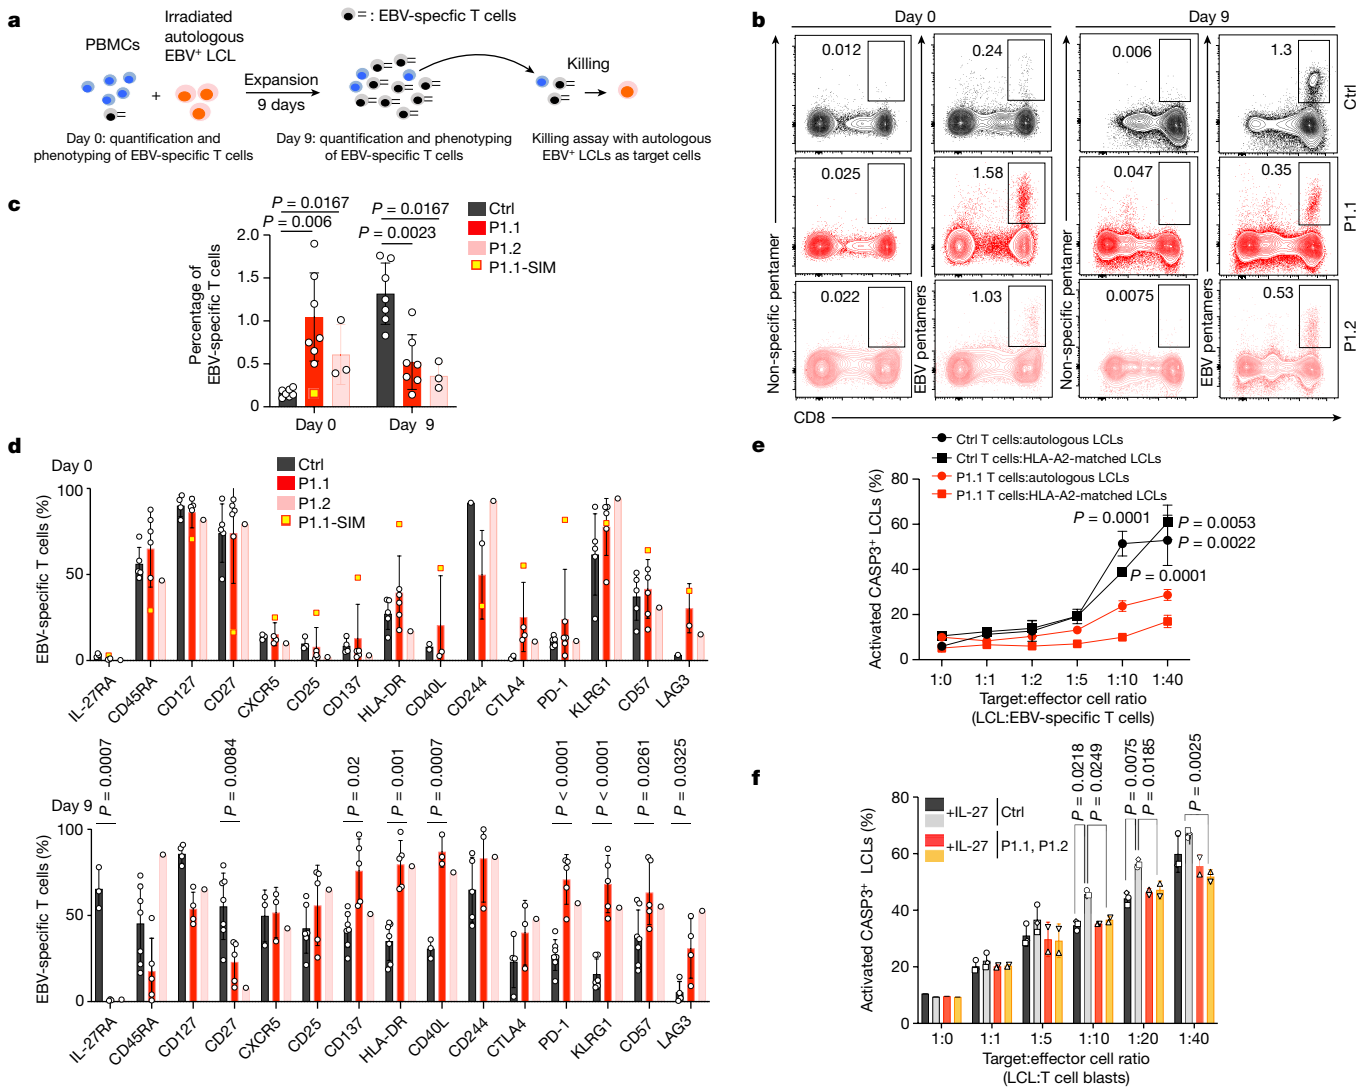 a
PBMCs
Irradiated
autologous
EBV⁺ LCL
: EBV-specfic T cells
+
Expansion
9 days
Killing
Day 0: quantification and
phenotyping of EBV-specific T cells
Day 9: quantification and phenotyping
of EBV-specific T cells
Killing assay with autologous
EBV⁺ LCLs as target cells
b
Day 0
Day 9
0.012
0.24
0.006
1.3
Ctrl
0.025
1.58
0.047
0.35
P1.1
0.022
1.03
0.0075
0.53
P1.2
Non-specific pentamer
EBV pentamers
Non-specific pentamer
EBV pentamers
CD8
c
P = 0.0167
P = 0.006
P = 0.0167
P = 0.0023
Ctrl
P1.1
P1.2
P1.1-SIM
Percentage of
EBV-specific T cells
2.0
1.5
1.0
0.5
0
Day 0
Day 9
d
Day 0
Ctrl
P1.1
P1.2
P1.1-SIM
EBV-specific T cells (%)
100
50
0
IL-27RA
CD45RA
CD127
CD27
CXCR5
CD25
CD137
HLA-DR
CD40L
CD244
CTLA4
PD-1
KLRG1
CD57
LAG3
Day 9
P = 0.0007
P = 0.0084
P = 0.02
P = 0.001
P = 0.0007
P < 0.0001
P < 0.0001
P = 0.0261
P = 0.0325
EBV-specific T cells (%)
100
50
0
IL-27RA
CD45RA
CD127
CD27
CXCR5
CD25
CD137
HLA-DR
CD40L
CD244
CTLA4
PD-1
KLRG1
CD57
LAG3
e
Ctrl T cells:autologous LCLs
Ctrl T cells:HLA-A2-matched LCLs
P1.1 T cells:autologous LCLs
P1.1 T cells:HLA-A2-matched LCLs
Activated CASP3⁺ LCLs (%)
80
60
40
20
0
P = 0.0001
P = 0.0053
P = 0.0022
P = 0.0001
1:0
1:1
1:2
1:5
1:10
1:40
Target:effector cell ratio
(LCL:EBV-specific T cells)
f
+IL-27
Ctrl
+IL-27
P1.1, P1.2
P = 0.0218
P = 0.0249
P = 0.0075
P = 0.0185
P = 0.0025
Activated CASP3⁺ LCLs (%)
80
60
40
20
0
1:0
1:1
1:5
1:10
1:20
1:40
Target:effector cell ratio
(LCL:T cell blasts)